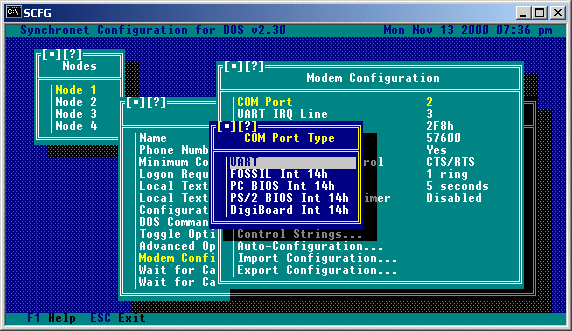 SCFG
Synchronet Configuration for DOS v2.30 Mon Nov 13 2000 07:36 pm
[■][?]
Nodes
Node 1
Node 2
Node 3
Node 4
[■][?]
Name
Phone Numb
Minimum Co
Logon Requ
Local Text
Local Text
Configurat
DOS Comman
Toggle Opti
Advanced Op
Modem Confi
Wait for Ca
Wait for Ca
[■][?]
Modem Configuration
COM Port 2
UART IRQ Line 3
2F8h
57600
Yes
rol CTS/RTS
1 ring
5 seconds
imer Disabled
Control Strings...
Auto-Configuration...
Import Configuration...
Export Configuration...
[■][?]
COM Port Type
UART
FOSSIL Int 14h
PC BIOS Int 14h
PS/2 BIOS Int 14h
DigiBoard Int 14h
F1 Help ESC Exit